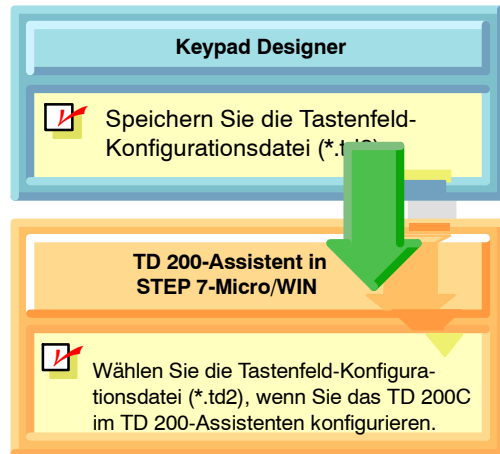 Keypad Designer
Speichern Sie die Tastenfeld-
Konfigurationsdatei
TD 200-Assistent in
STEP 7-Micro/WIN
Wählen Sie die Tastenfeld-Konfigura-
tionsdatei (*.td2), wenn Sie das TD 200C
im TD 200-Assistenten konfigurieren.